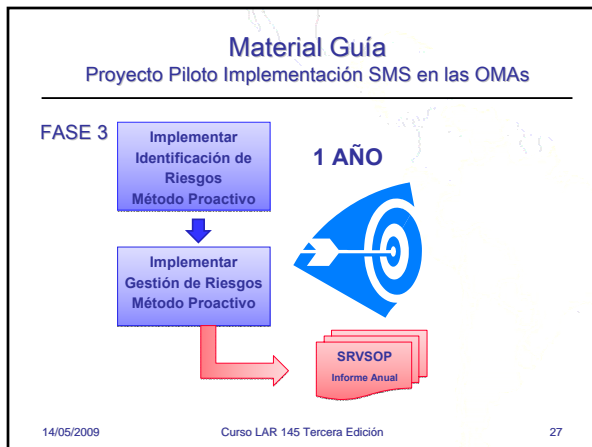 Material Guía
Proyecto Piloto Implementación SMS en las OMAs
FASE 3
Implementar
Identificación de
Riesgos
Método Proactivo
1 AÑO
Implementar
Gestión de Riesgos
Método Proactivo
SRVSOP
Informe Anual
14/05/2009
Curso LAR 145 Tercera Edición
27